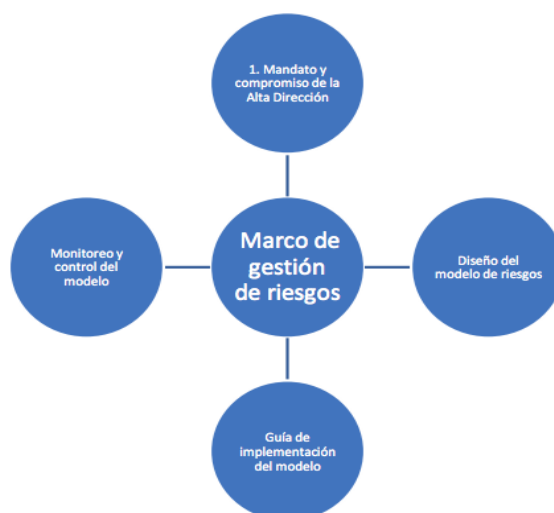 1. Mandato y
compromiso de la
Alta Dirección
Monitoreo y
control del
modelo
Marco de
gestión
de riesgos
Diseño del
modelo de riesgos
Guía de
implementación
del modelo